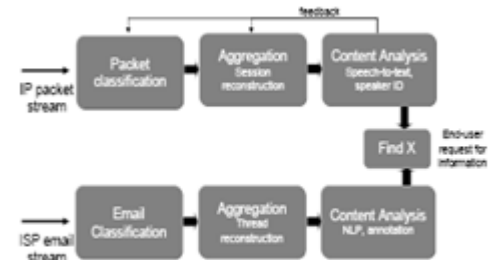 feedback
Packet
classification
Aggregation
Session
reconstruction
Content Analysis
Speech-to-text,
speaker ID
IP packet
stream
Find X
End-user
request for
information
Email
Classification
Aggregation
Thread
reconstruction
Content Analysis
NLP, annotation
ISP email
stream